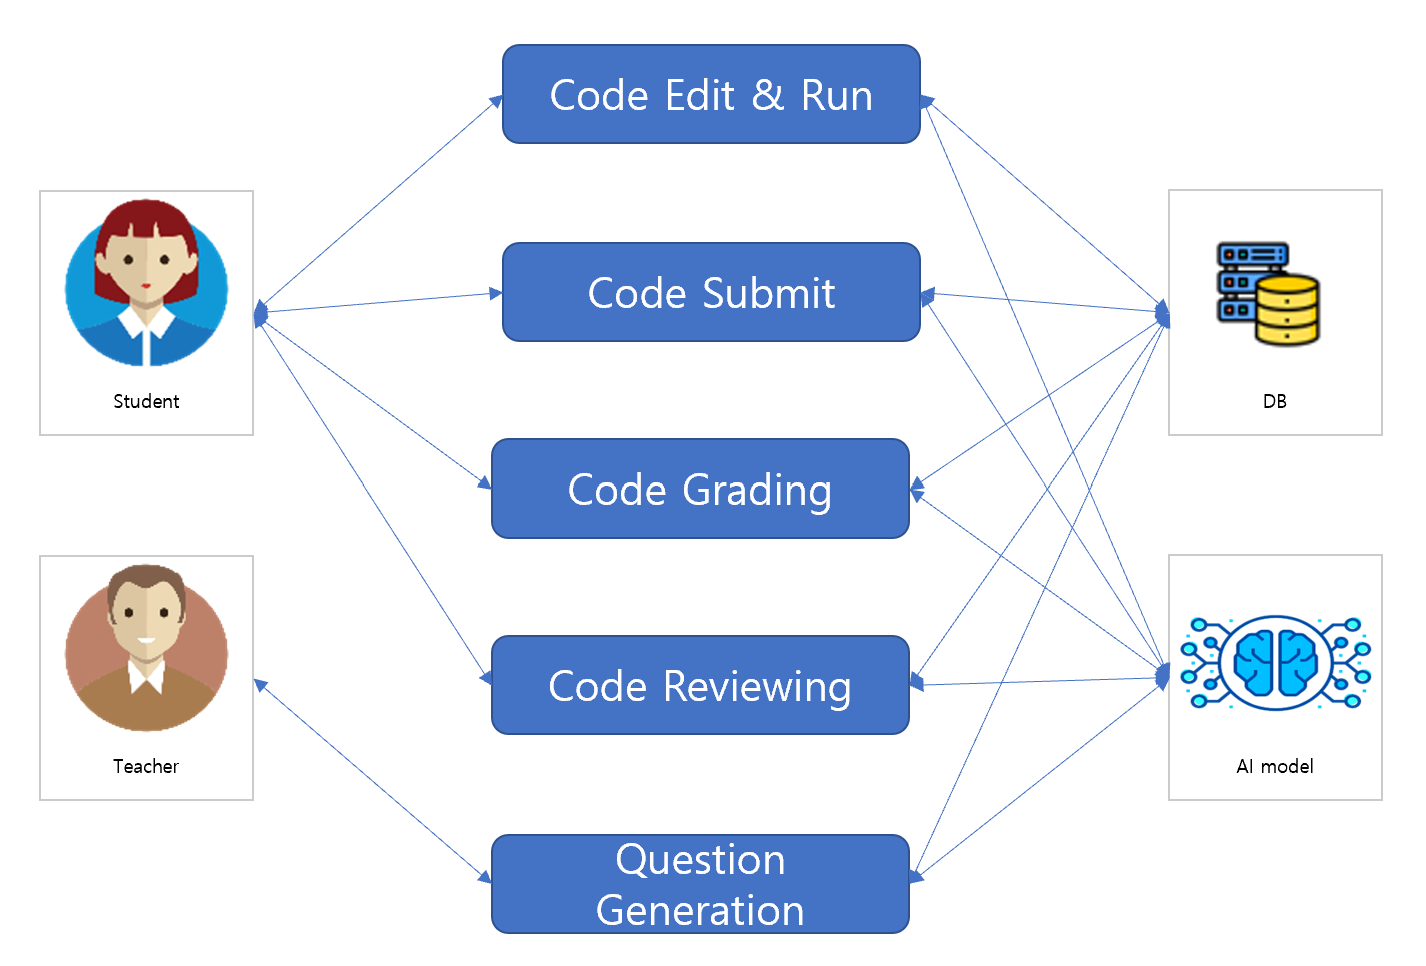 Code Edit & Run
Code Submit
Code Grading
Code Reviewing
Question
Generation
Student
Teacher
DB
AI model